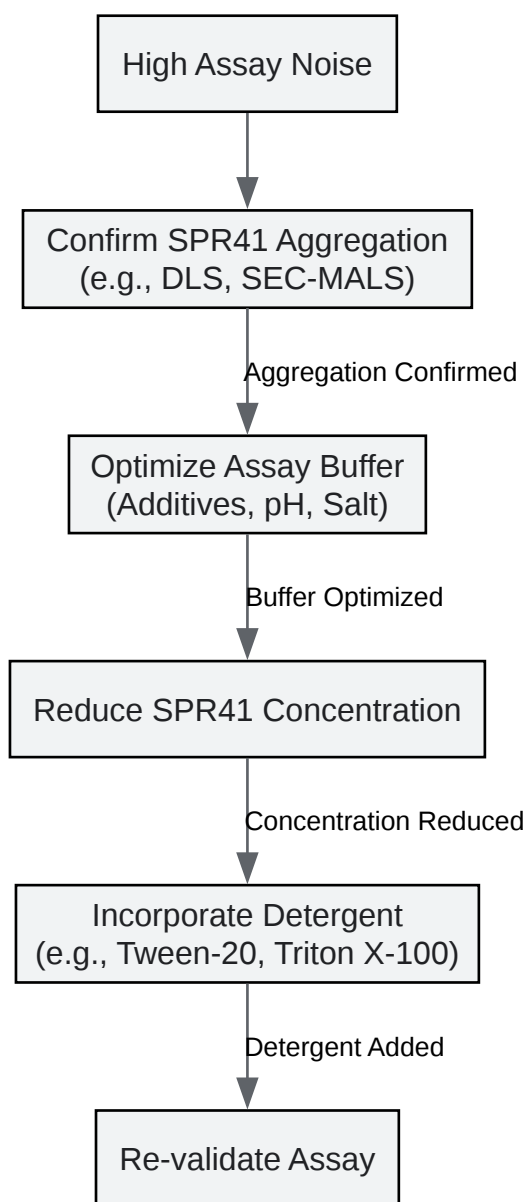 High Assay Noise
Confirm SPR41 Aggregation
(e.g., DLS, SEC-MALS)
Aggregation Confirmed
Optimize Assay Buffer
(Additives, pH, Salt)
Buffer Optimized
Reduce SPR41 Concentration
Concentration Reduced
Incorporate Detergent
(e.g., Tween-20, Triton X-100)
Detergent Added
Re-validate Assay